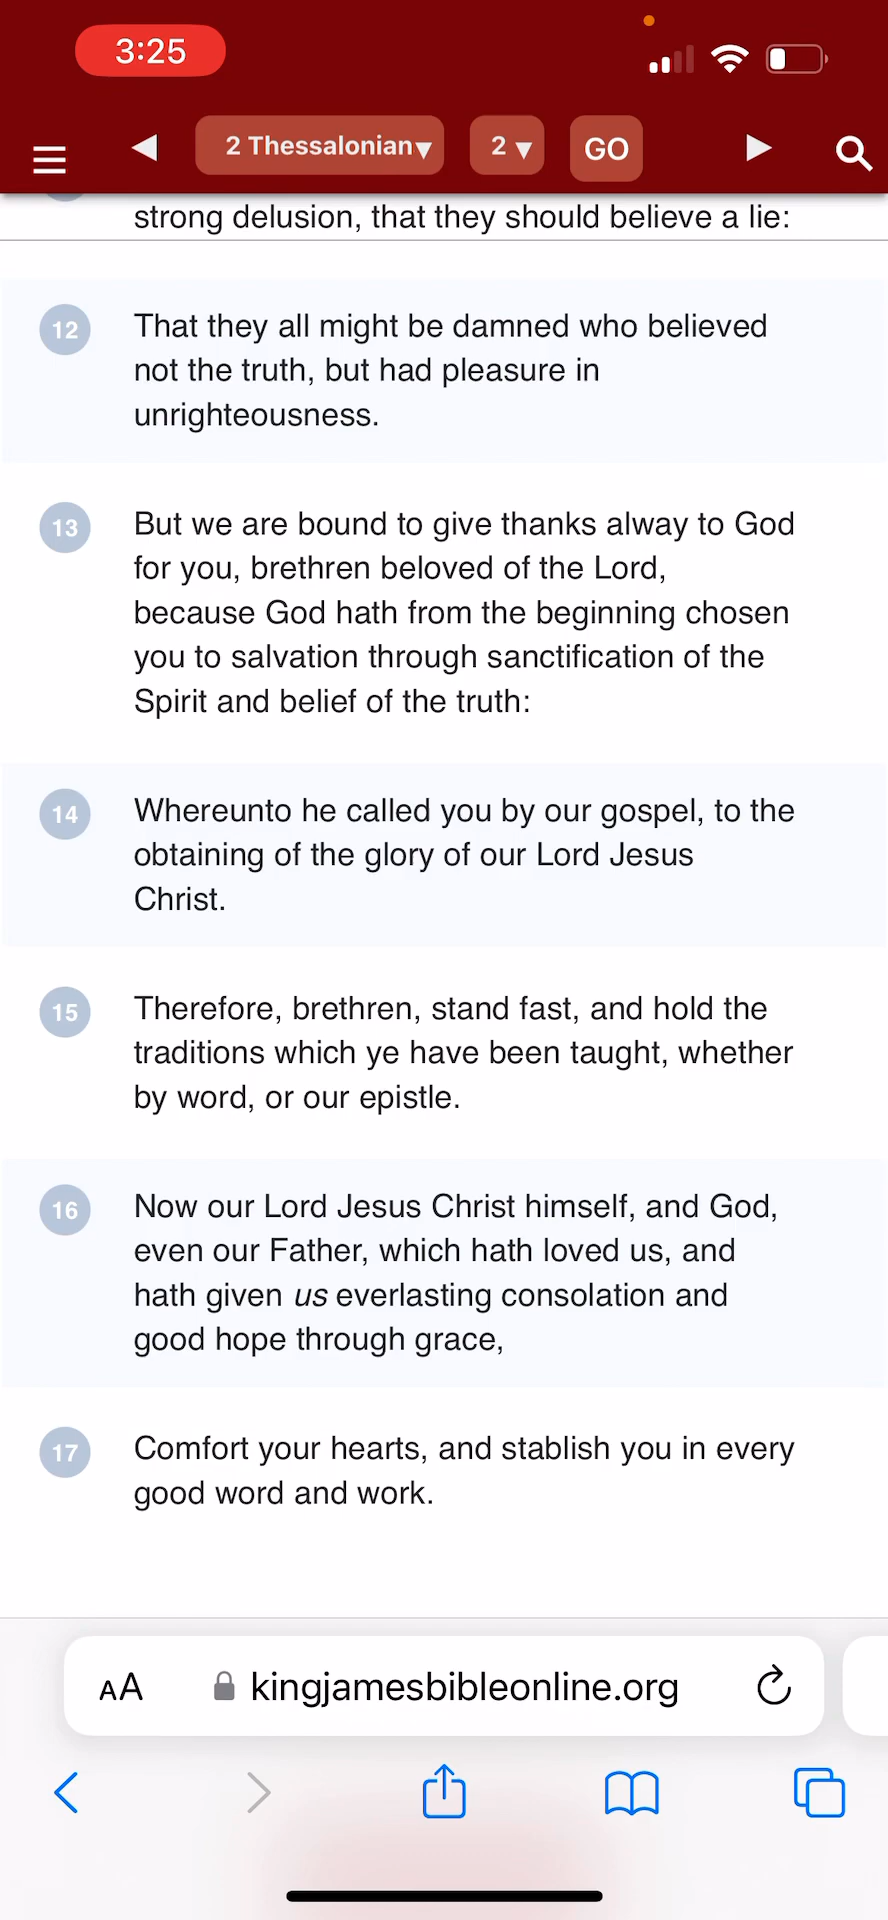 3:25
2 Thessalonian▾ 2 ▾ GO
strong delusion, that they should believe a lie:
12 That they all might be damned who believed
not the truth, but had pleasure in
unrighteousness.
13 But we are bound to give thanks alway to God
for you, brethren beloved of the Lord,
because God hath from the beginning chosen
you to salvation through sanctification of the
Spirit and belief of the truth:
14 Whereunto he called you by our gospel, to the
obtaining of the glory of our Lord Jesus
Christ.
15 Therefore, brethren, stand fast, and hold the
traditions which ye have been taught, whether
by word, or our epistle.
16 Now our Lord Jesus Christ himself, and God,
even our Father, which hath loved us, and
hath given us everlasting consolation and
good hope through grace,
17 Comfort your hearts, and stablish you in every
good word and work.
AA kingjamesbibleonline.org